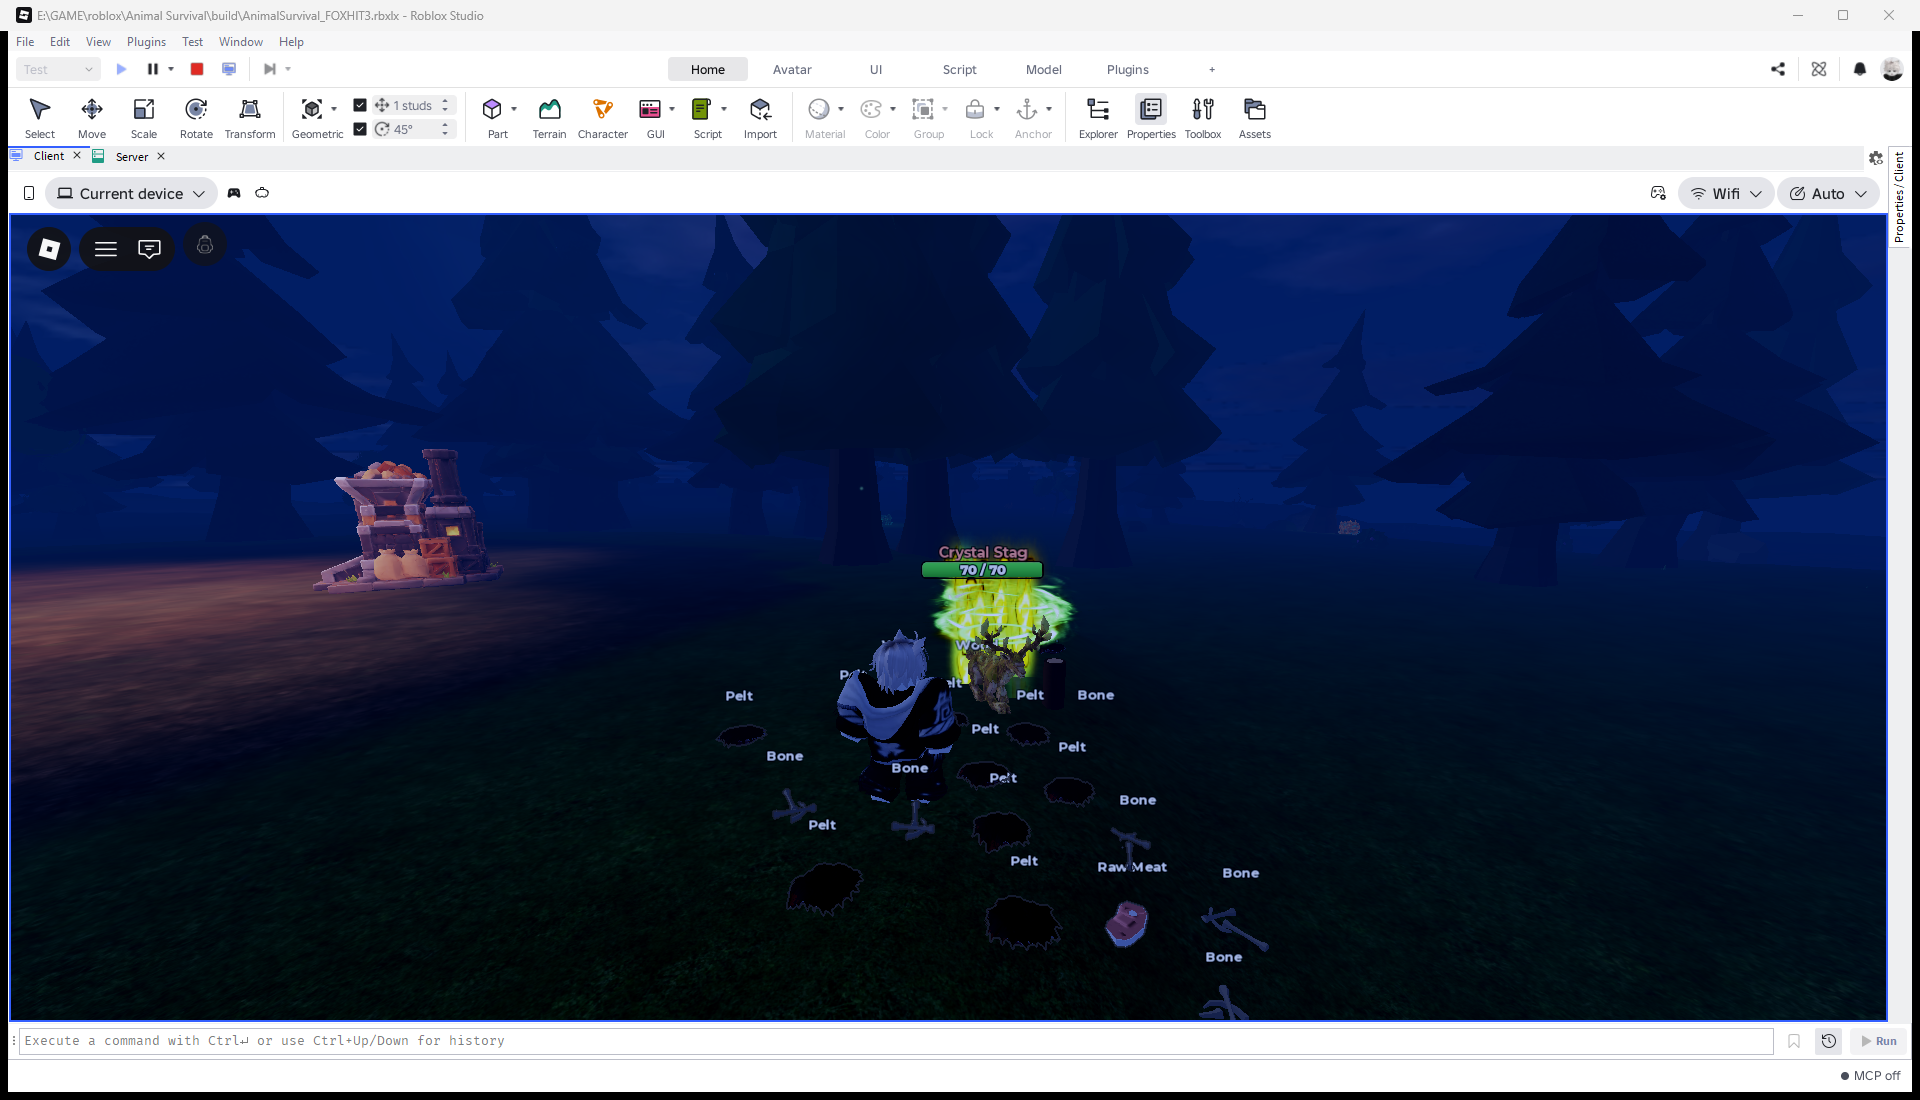 E:\GAME\roblox\Animal Survival\build\AnimalSurvival_FOXHIT3.rbxlx - Roblox Studio
File Edit View Plugins Test Window Help
Test
Home Avatar UI Script Model Plugins +
1 studs
45°
Select Move Scale Rotate Transform Geometric Part Terrain Character GUI Script Import Material Color Group Lock Anchor Explorer Properties Toolbox Assets
Client Server
Properties / Client
Current device Wifi Auto
Crystal Stag
70 / 70
Pelt
Pelt Bone
Pelt
Pelt
Bone
Bone
Pelt
Bone
Pelt
Pelt
Raw Meat
Bone
Bone
Execute a command with Ctrl↵ or use Ctrl+Up/Down for history
Run
MCP off